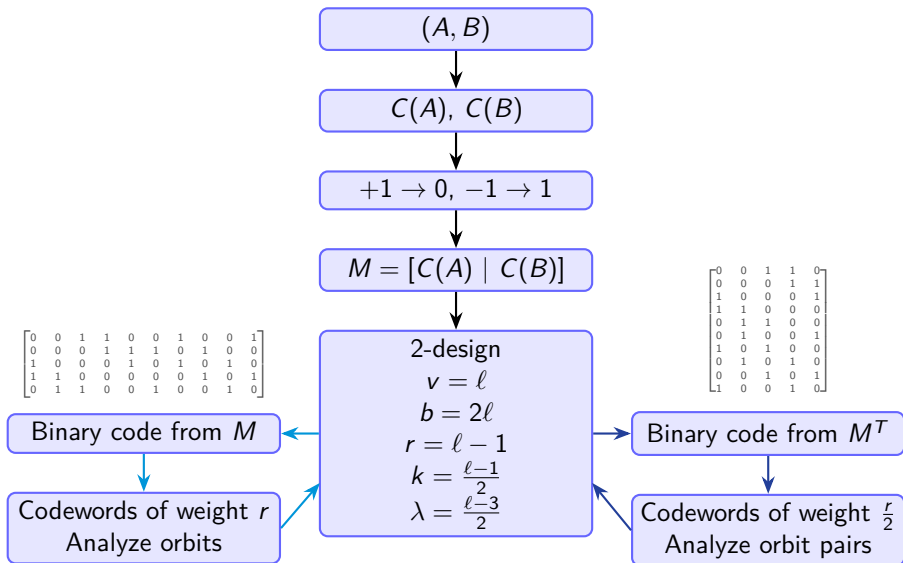 (A, B)
C(A), C(B)
+1 → 0, −1 → 1
M = [C(A) | C(B)]
2-design
v = ℓ
b = 2ℓ
r = ℓ − 1
k = \frac{ℓ−1}{2}
λ = \frac{ℓ−3}{2}
0 0 1 1 0 0 1 0 0 1
0 0 0 1 1 1 0 1 0 0
1 0 0 0 1 0 1 0 1 0
1 1 0 0 0 0 0 1 0 1
0 1 1 0 0 1 0 0 1 0
Binary code from M
Codewords of weight r
Analyze orbits
0 0 1 1 0
0 0 0 1 1
1 0 0 0 1
1 1 0 0 0
0 1 1 0 0
0 1 0 0 1
1 0 1 0 0
0 1 0 1 0
0 0 1 0 1
1 0 0 1 0
Binary code from M^T
Codewords of weight \frac{r}{2}
Analyze orbit pairs